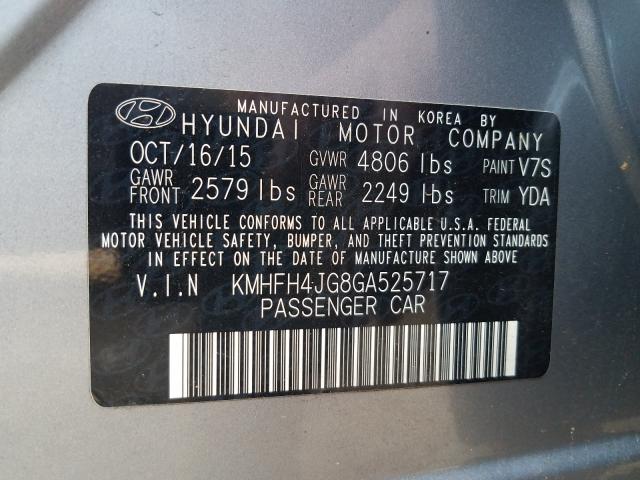 MANUFACTURED IN KOREA BY
HYUNDAI MOTOR COMPANY
OCT/16/15 GVWR 4806 lbs PAINT V7S
GAWR FRONT 2579 lbs GAWR REAR 2249 lbs TRIM YDA
THIS VEHICLE CONFORMS TO ALL APPLICABLE U.S.A. FEDERAL
MOTOR VEHICLE SAFETY, BUMPER, AND THEFT PREVENTION STANDARDS
IN EFFECT ON THE DATE OF MANUFACTURE SHOWN ABOVE
V.I.N KMHFH4JG8GA525717
PASSENGER CAR